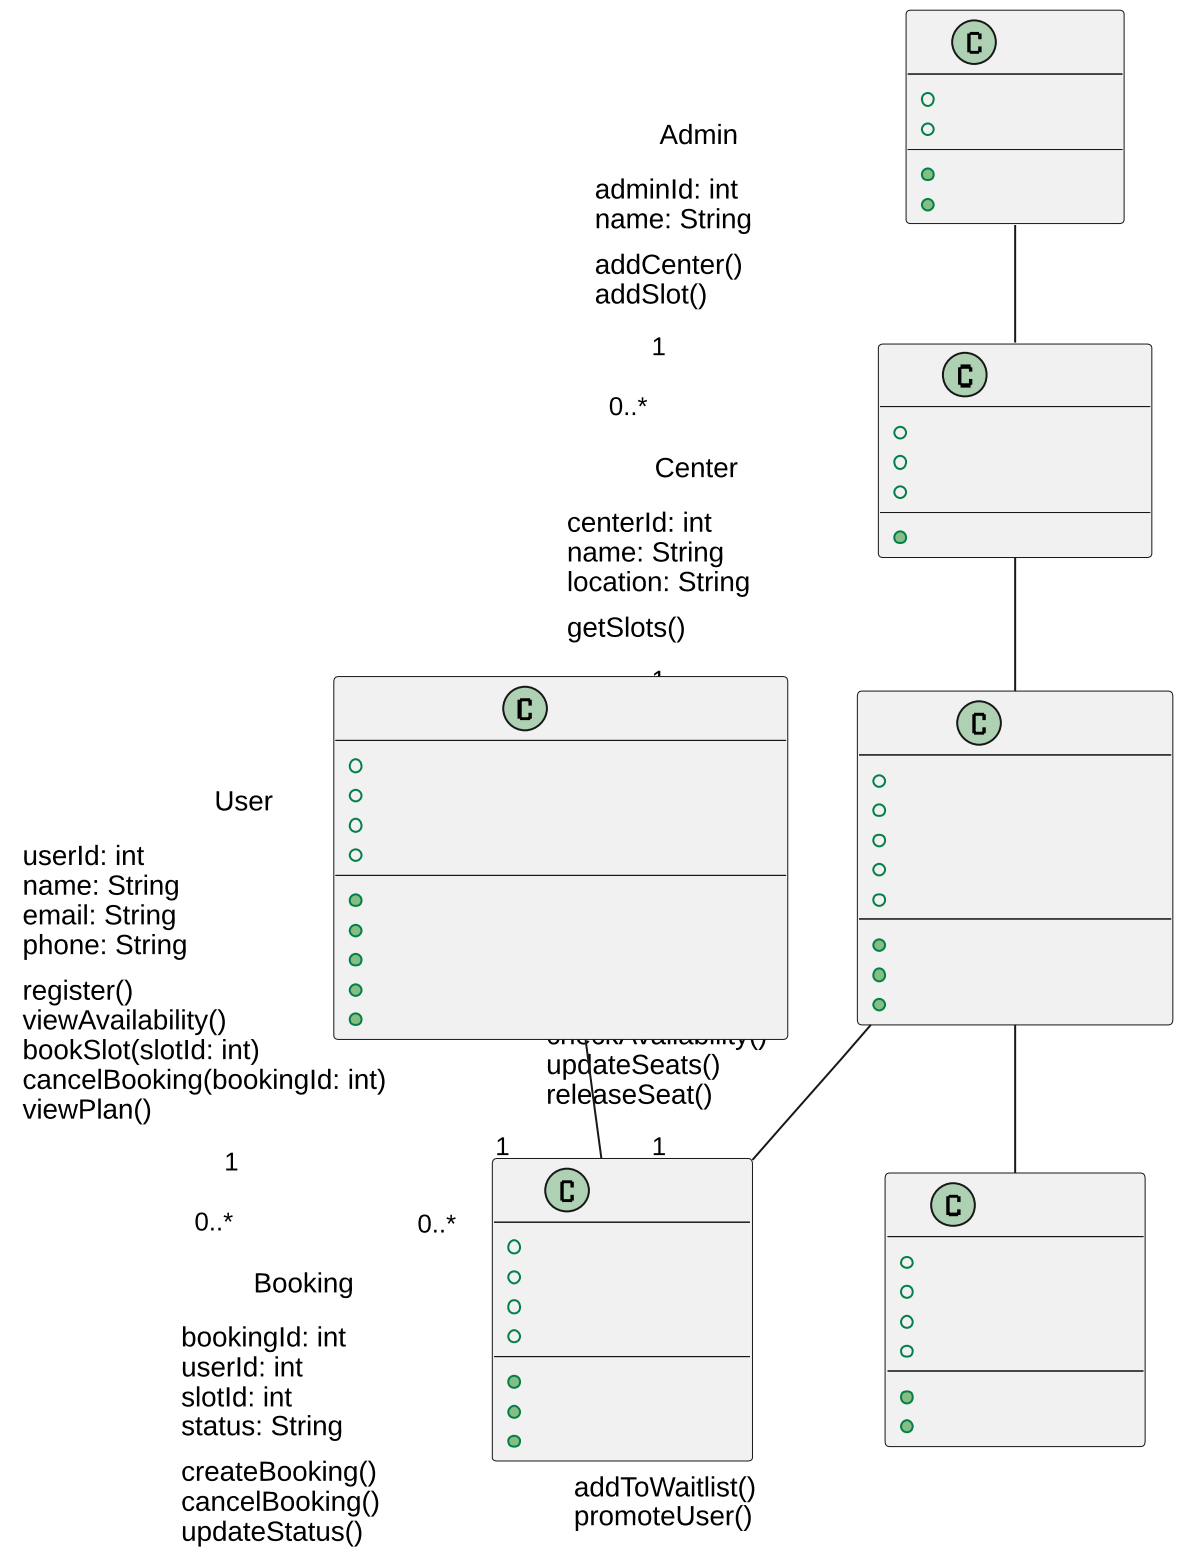 C
Admin
adminId: int
name: String
addCenter()
addSlot()
1
0..*
C
Center
centerId: int
name: String
location: String
getSlots()
1
C
C
User
userId: int
name: String
email: String
phone: String
register()
viewAvailability()
bookSlot(slotId: int)
cancelBooking(bookingId: int)
viewPlan()
checkAvailability()
updateSeats()
releaseSeat()
1
1
1
0..*
0..*
C
C
Booking
bookingId: int
userId: int
slotId: int
status: String
createBooking()
cancelBooking()
updateStatus()
addToWaitlist()
promoteUser()